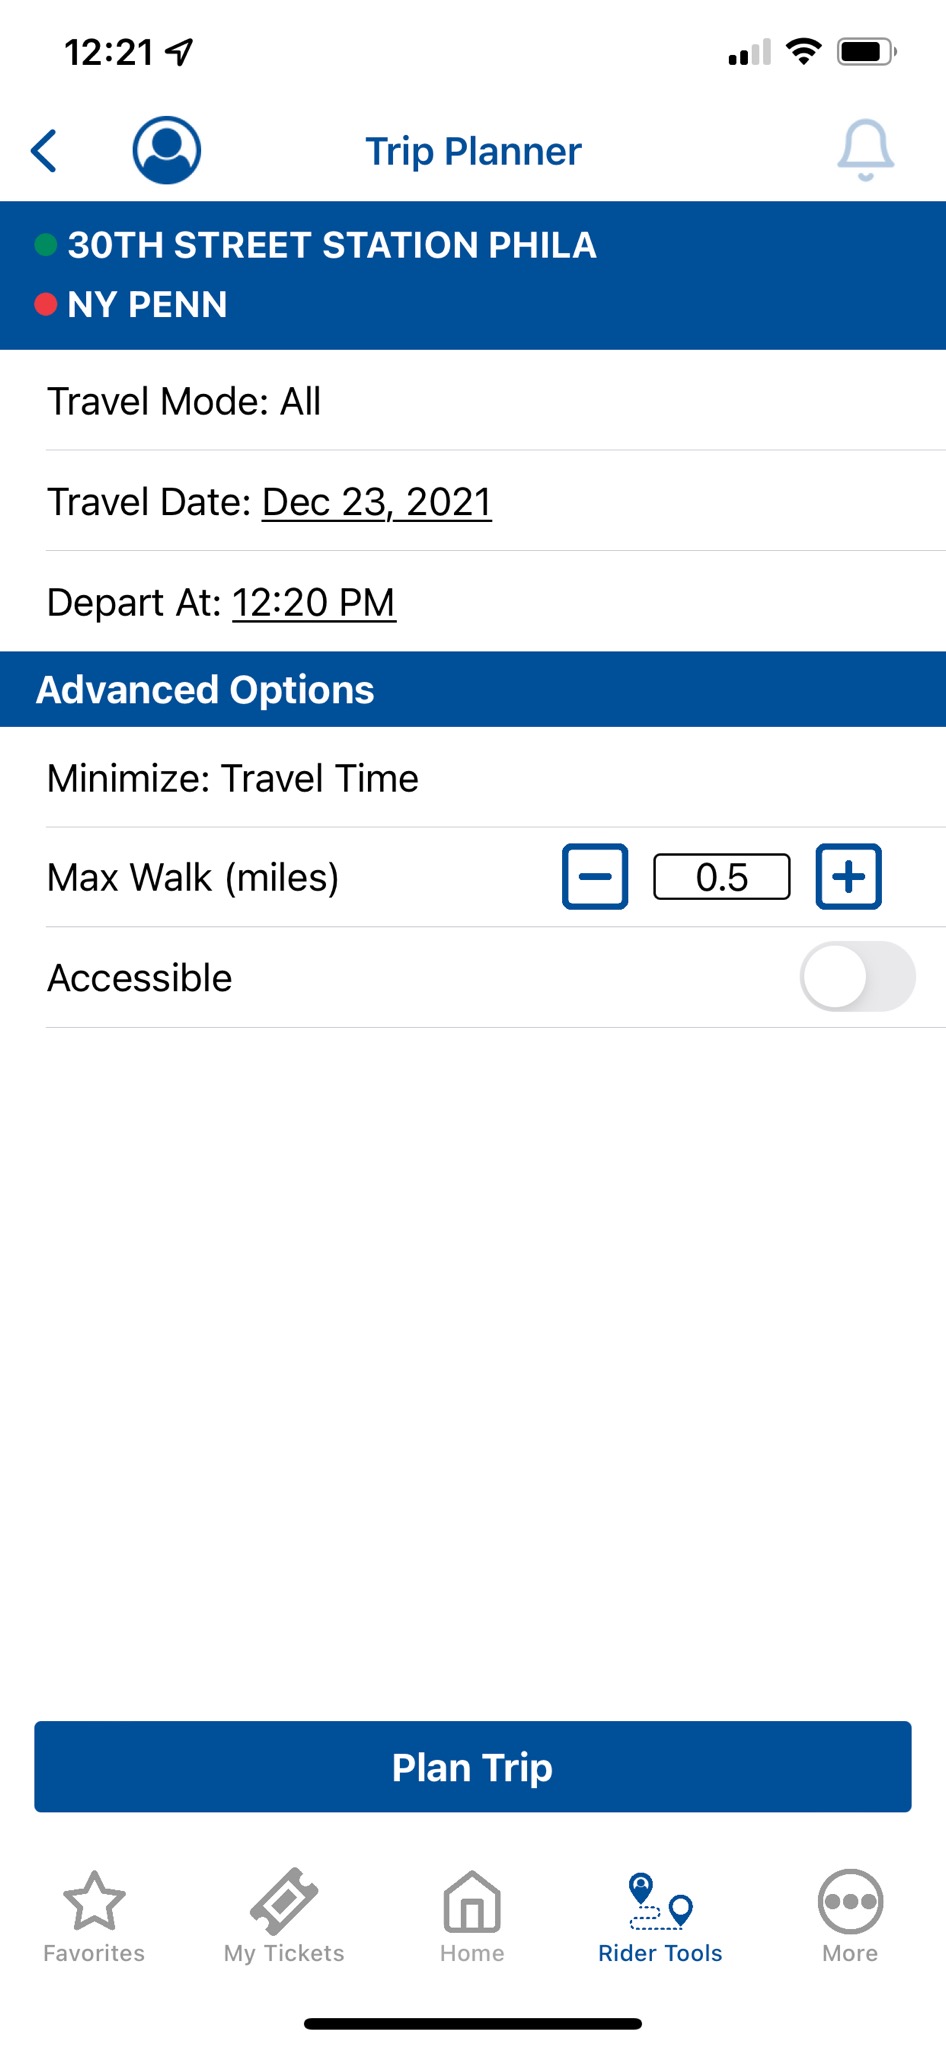 12:21
Trip Planner
30TH STREET STATION PHILA
NY PENN
Travel Mode: All
Travel Date: Dec 23, 2021
Depart At: 12:20 PM
Advanced Options
Minimize: Travel Time
Max Walk (miles) 0.5
Accessible
Plan Trip
Favorites My Tickets Home Rider Tools More